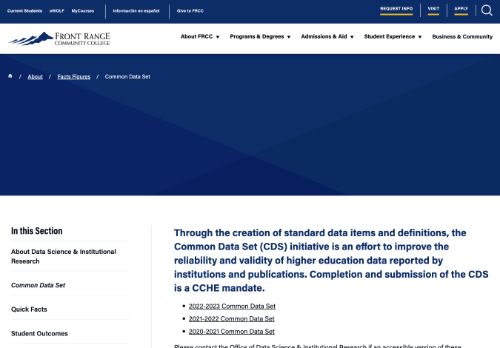 Current Students eWOLF MyCourses Información en español Give to FRCC REQUEST INFO VISIT APPLY
FRONT RANGE
COMMUNITY COLLEGE
About FRCC ▼ Programs & Degrees ▼ Admissions & Aid ▼ Student Experience ▼ Business & Community
/ About / Facts Figures / Common Data Set
In this Section
About Data Science & Institutional
Research
Common Data Set
Quick Facts
Student Outcomes
Through the creation of standard data items and definitions, the
Common Data Set (CDS) initiative is an effort to improve the
reliability and validity of higher education data reported by
institutions and publications. Completion and submission of the CDS
is a CCHE mandate.
• 2022-2023 Common Data Set
• 2021-2022 Common Data Set
• 2020-2021 Common Data Set
Please contact the Office of Data Science & Institutional Research if an accessible version of these